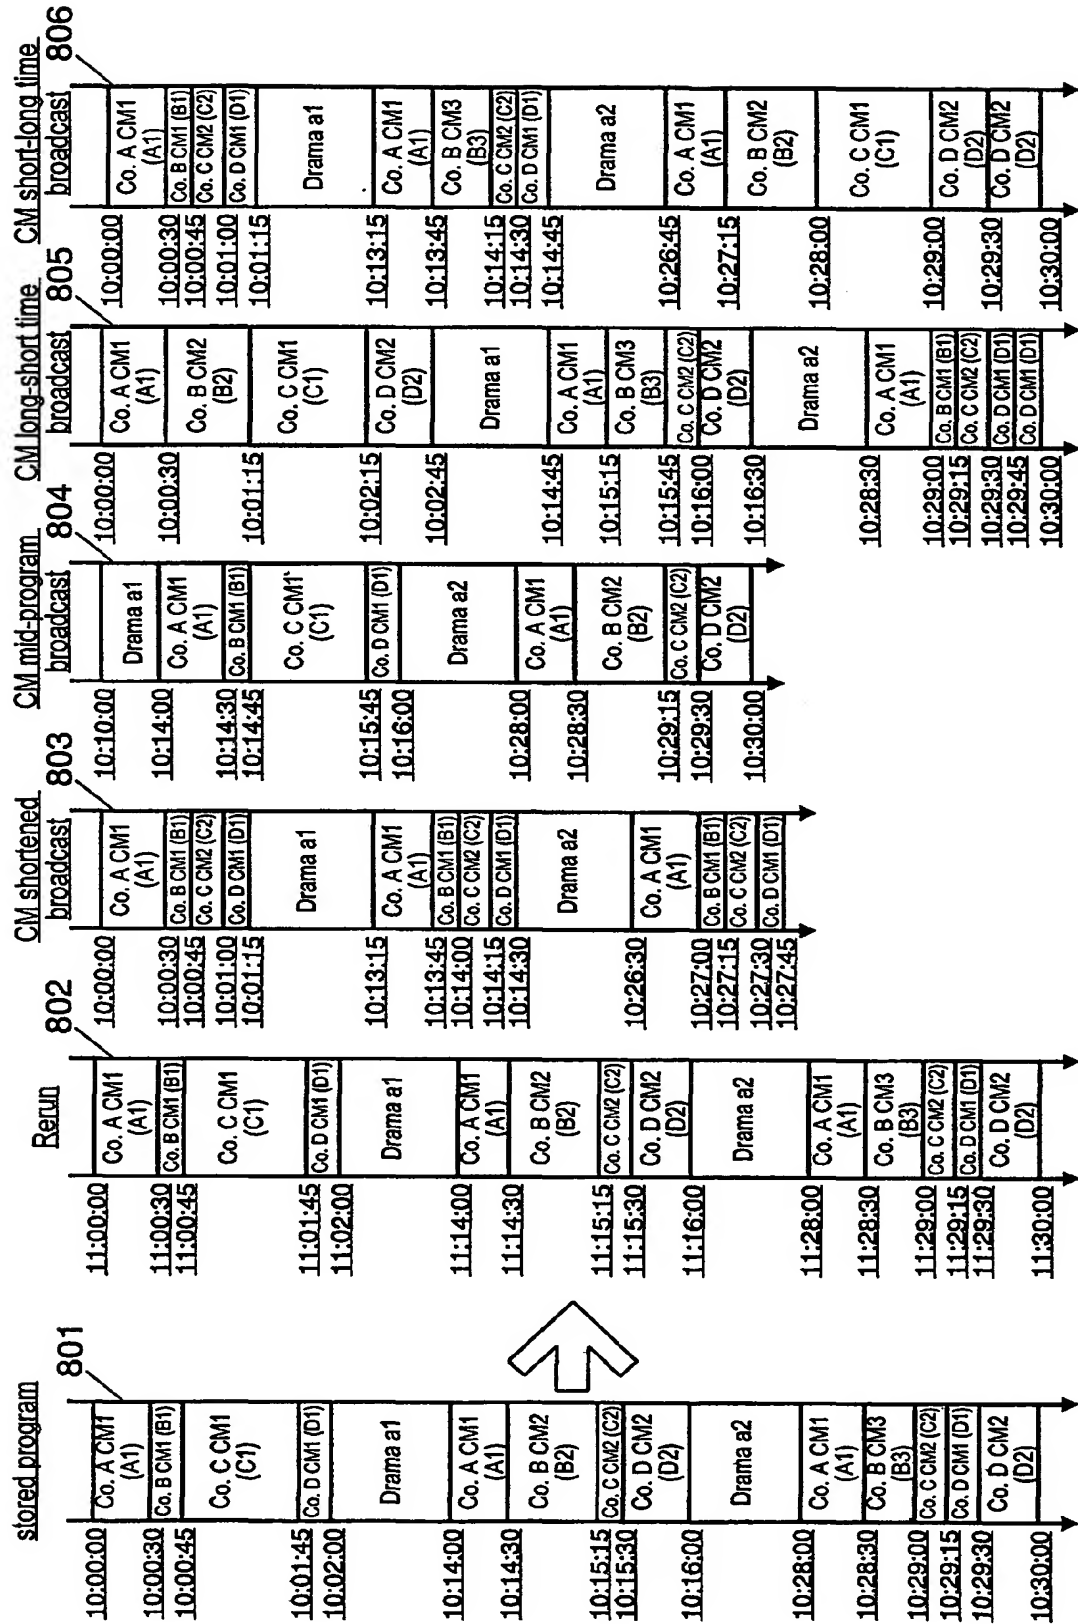 stored program
801
10:00:00
Co. A CM1
(A1)
10:00:30
Co. B CM1 (B1)
10:00:45
Co. C CM1
(C1)
10:01:45
Co. D CM1 (D1)
10:02:00
Drama a1
10:14:00
Co. A CM1
(A1)
10:14:30
Co. B CM2
(B2)
10:15:15
Co. C CM2 (C2)
10:15:30
Co. D CM2
(D2)
10:16:00
Drama a2
10:28:00
Co. A CM1
(A1)
10:28:30
Co. B CM3
(B3)
10:29:00
Co. C CM2 (C2)
10:29:15
Co. D CM1 (D1)
10:29:30
Co. D CM2
(D2)
10:30:00
Rerun
802
11:00:00
Co. A CM1
(A1)
11:00:30
Co. B CM1 (B1)
11:00:45
Co. C CM1
(C1)
11:01:45
Co. D CM1 (D1)
11:02:00
Drama a1
11:14:00
Co. A CM1
(A1)
11:14:30
Co. B CM2
(B2)
11:15:15
Co. C CM2 (C2)
11:15:30
Co. D CM2
(D2)
11:16:00
Drama a2
11:28:00
Co. A CM1
(A1)
11:28:30
Co. B CM3
(B3)
11:29:00
Co. C CM2 (C2)
11:29:15
Co. D CM1 (D1)
11:29:30
Co. D CM2
(D2)
11:30:00
CM shortened
broadcast
803
10:00:00
Co. A CM1
(A1)
10:00:30
Co. B CM1 (B1)
10:00:45
Co. C CM2 (C2)
10:01:00
Co. D CM1 (D1)
10:01:15
Drama a1
10:13:15
Co. A CM1
(A1)
10:13:45
Co. B CM1 (B1)
10:14:00
Co. C CM2 (C2)
10:14:15
Co. D CM1 (D1)
10:14:30
Drama a2
10:26:30
Co. A CM1
(A1)
10:27:00
Co. B CM1 (B1)
10:27:15
Co. C CM2 (C2)
10:27:30
Co. D CM1 (D1)
10:27:45
CM mid-program
broadcast
804
10:10:00
Drama a1
10:14:00
Co. A CM1
(A1)
10:14:30
Co. B CM1 (B1)
10:14:45
Co. C CM1
(C1)
10:15:45
Co. D CM1 (D1)
10:16:00
Drama a2
10:28:00
Co. A CM1
(A1)
10:28:30
Co. B CM2
(B2)
10:29:15
Co. C CM2 (C2)
10:29:30
Co. D CM2
(D2)
10:30:00
CM long-short time
broadcast
805
10:00:00
Co. A CM1
(A1)
10:00:30
Co. B CM2
(B2)
10:01:15
Co. C CM1
(C1)
10:02:15
Co. D CM2
(D2)
10:02:45
Drama a1
10:14:45
Co. A CM1
(A1)
10:15:15
Co. B CM3
(B3)
10:15:45
Co. C CM2 (C2)
10:16:00
Co. D CM2
(D2)
10:16:30
Drama a2
10:28:30
Co. A CM1
(A1)
10:29:00
Co. B CM1 (B1)
10:29:15
Co. C CM2 (C2)
10:29:30
Co. D CM1 (D1)
10:29:45
Co. D CM1 (D1)
10:30:00
CM short-long time
broadcast
806
10:00:00
Co. A CM1
(A1)
10:00:30
Co. B CM1 (B1)
10:00:45
Co. C CM2 (C2)
10:01:00
Co. D CM1 (D1)
10:01:15
Drama a1
10:13:15
Co. A CM1
(A1)
10:13:45
Co. B CM3
(B3)
10:14:15
Co. C CM2 (C2)
10:14:30
Co. D CM1 (D1)
10:14:45
Drama a2
10:26:45
Co. A CM1
(A1)
10:27:15
Co. B CM2
(B2)
10:28:00
Co. C CM1
(C1)
10:29:00
Co. D CM2
(D2)
10:29:30
Co. D CM2
(D2)
10:30:00